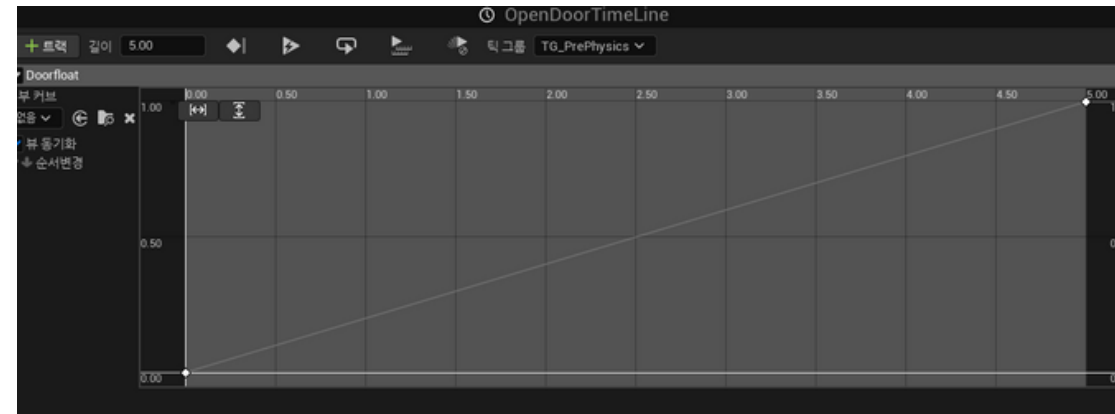 OpenDoorTimeLine
트랙 길이 5.00 틱 그룹 TG_PrePhysics
Doorfloat
부 커브
없음
뷰 동기화
순서변경
0.00 0.50 1.00 1.50 2.00 2.50 3.00 3.50 4.00 4.50 5.00
1.00
0.50
0.00